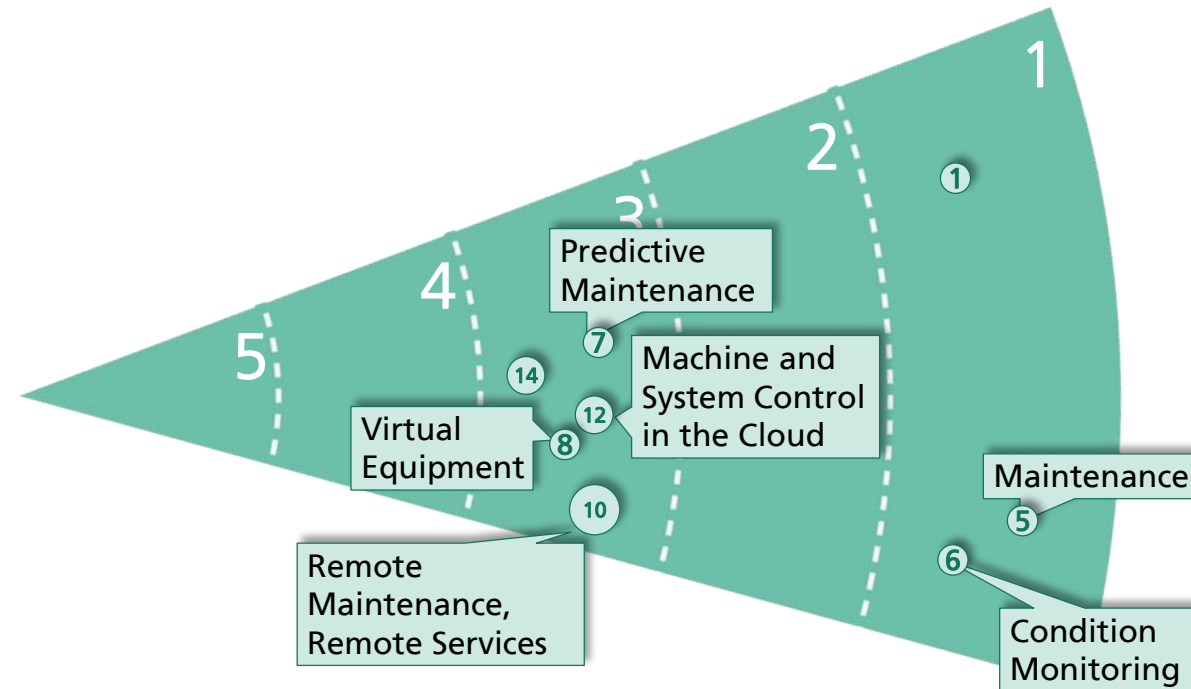 1
2
3
4
5
1
Predictive
Maintenance
7
Machine and
System Control
in the Cloud
14
12
Virtual
Equipment
8
Maintenance
5
10
6
Remote
Maintenance,
Remote Services
Condition
Monitoring